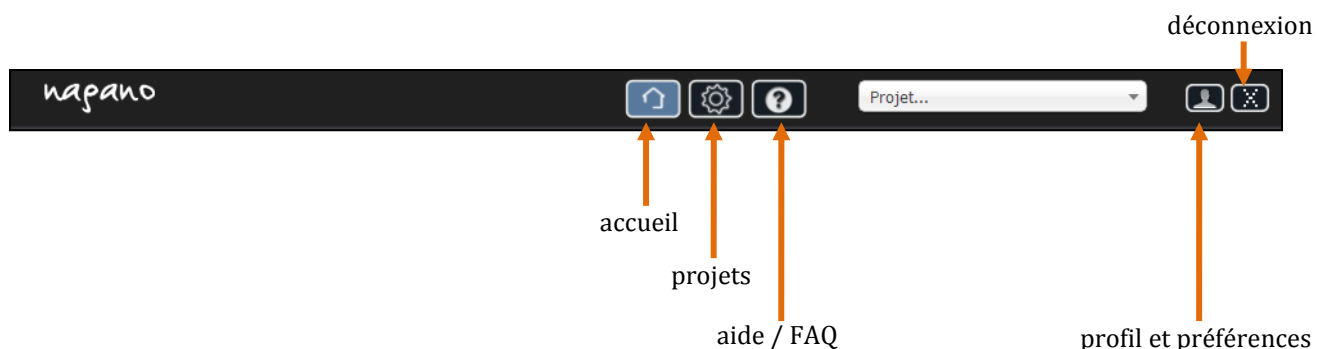 déconnexion
napano
Projet...
accueil
projets
aide / FAQ
profil et préférences